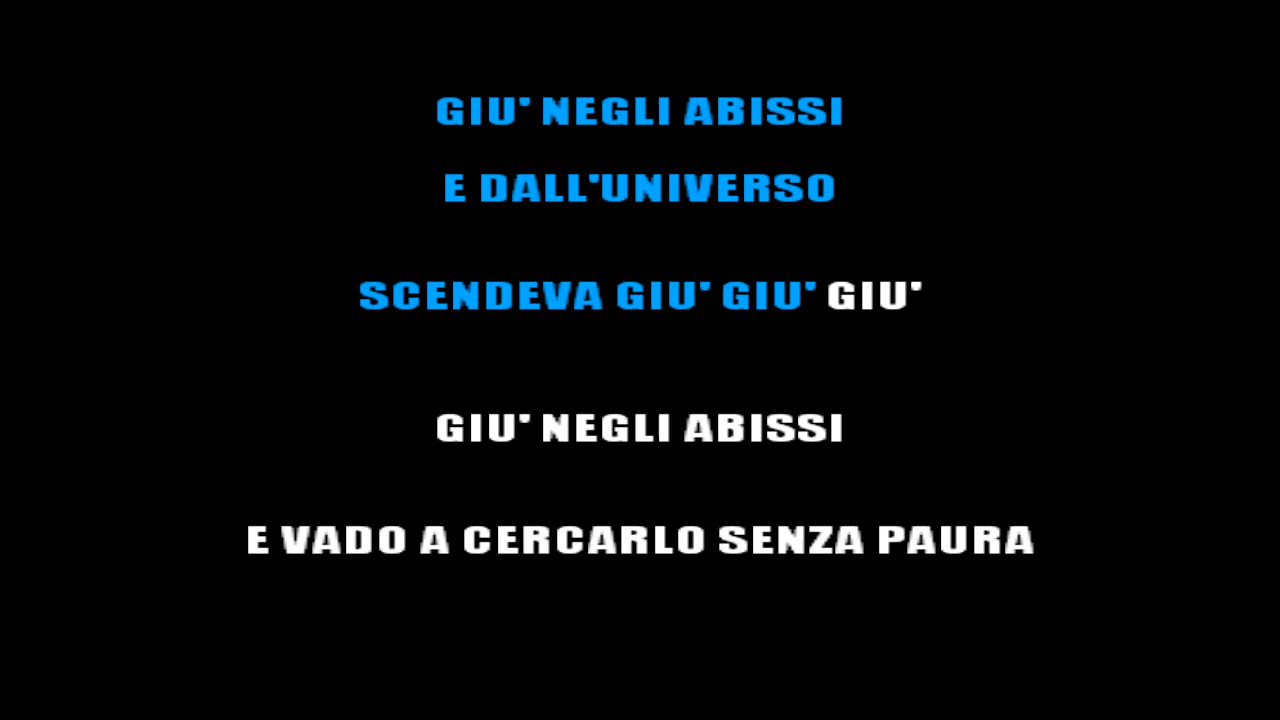 GIU' NEGLI ABISSI
E DALL'UNIVERSO
SCENDEVA GIU' GIU' GIU'
GIU' NEGLI ABISSI
E VADO A CERCARLO SENZA PAURA